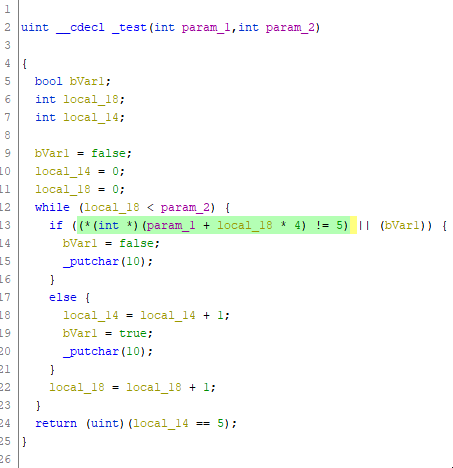 1
2 uint __cdecl _test(int param_1,int param_2)
3
4 {
5 bool bVar1;
6 int local_18;
7 int local_14;
8
9 bVar1 = false;
10 local_14 = 0;
11 local_18 = 0;
12 while (local_18 < param_2) {
13 if ((*(int *)(param_1 + local_18 * 4) != 5) || (bVar1)) {
14 bVar1 = false;
15 _putchar(10);
16 }
17 else {
18 local_14 = local_14 + 1;
19 bVar1 = true;
20 _putchar(10);
21 }
22 local_18 = local_18 + 1;
23 }
24 return (uint)(local_14 == 5);
25 }
26